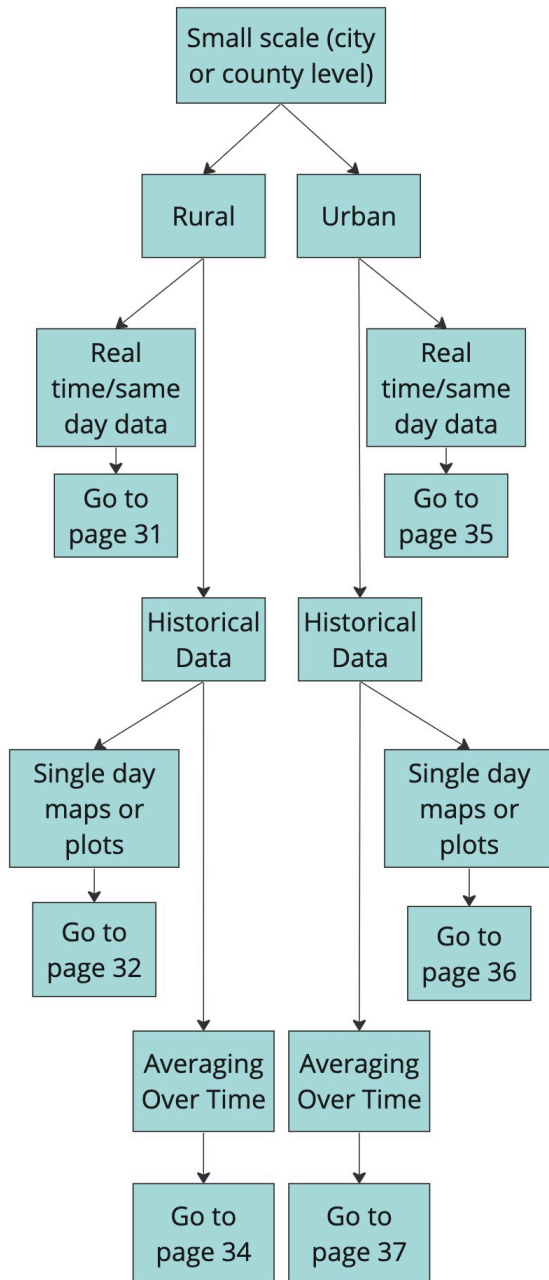 Small scale (city
or county level)
Rural
Urban
Real
time/same
day data
Real
time/same
day data
Go to
page 31
Go to
page 35
Historical
Data
Historical
Data
Single day
maps or
plots
Single day
maps or
plots
Go to
page 32
Go to
page 36
Averaging
Over Time
Averaging
Over Time
Go to
page 34
Go to
page 37